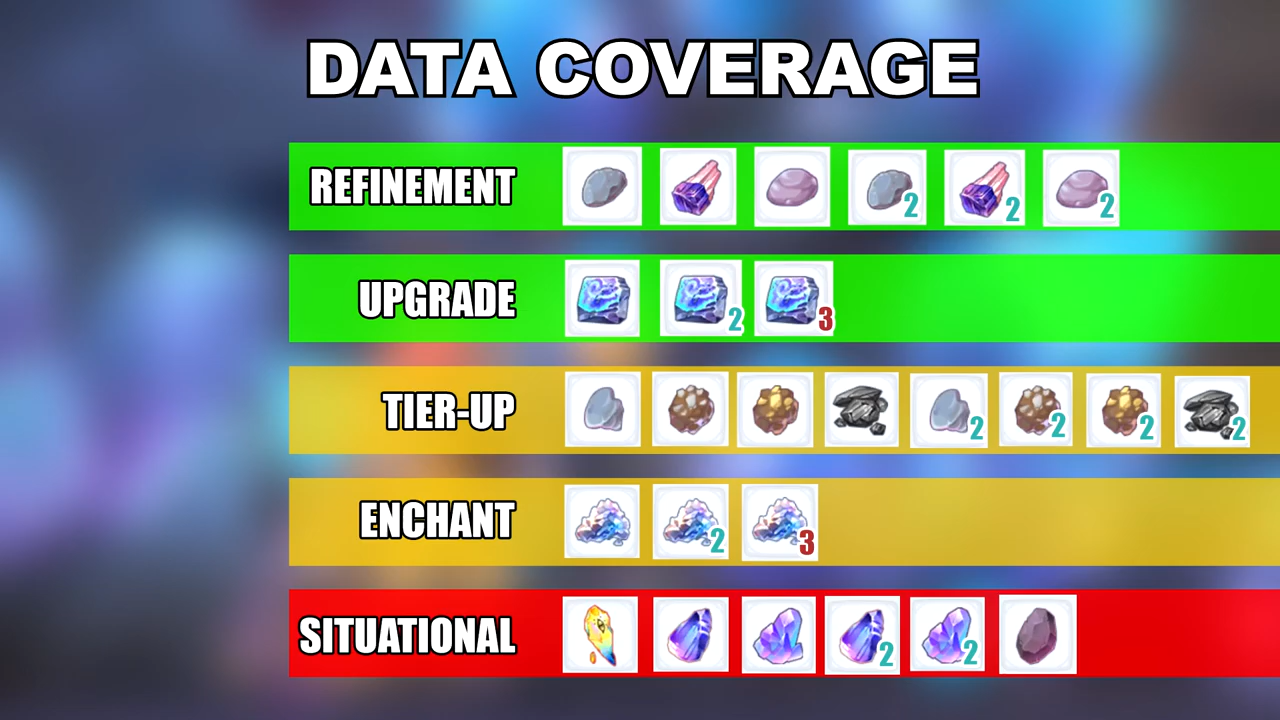 DATA COVERAGE
REFINEMENT 2 2 2
UPGRADE 2 3
TIER-UP 2 2 2 2
ENCHANT 2 3
SITUATIONAL 2 2